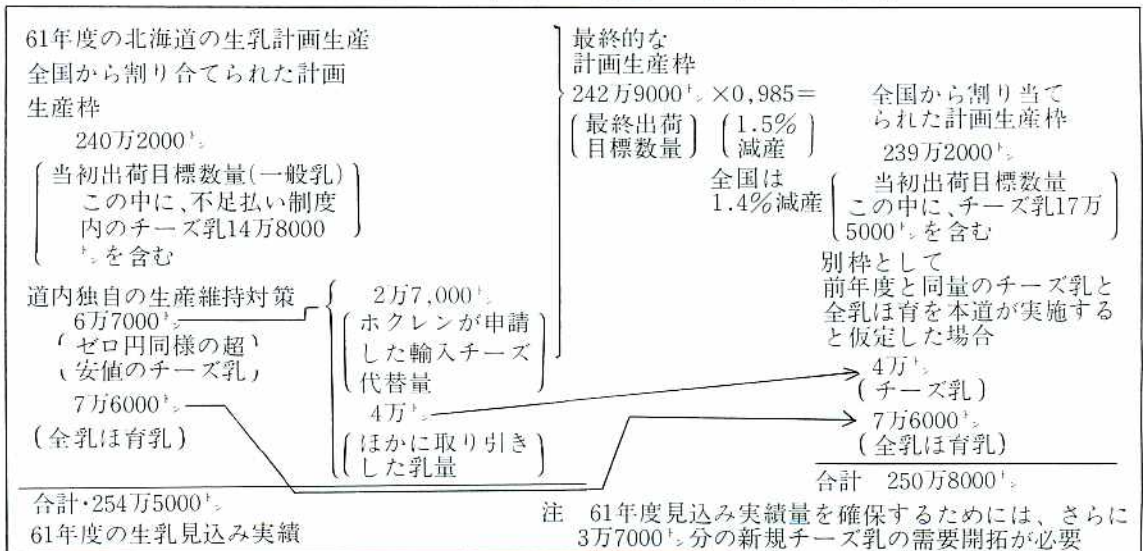 61年度の北海道の生乳計画生産
全国から割り合てられた計画
生産枠
240万2000㌧
当初出荷目標数量(一般乳)
この中に、不足払い制度
内のチーズ乳14万8000
㌧を含む
道内独自の生産維持対策
6万7000㌧
ゼロ円同様の超
安値のチーズ乳
7万6000㌧
(全乳ほ育乳)
合計・254万5000㌧
61年度の生乳見込み実績
2万7,000㌧
ホクレンが申請
した輸入チーズ
代替量
4万㌧
ほかに取り引き
した乳量
最終的な
計画生産枠
242万9000㌧×0,985=
最終出荷
目標数量
1.5%
減産
全国は
1.4%減産
全国から割り当て
られた計画生産枠
239万2000㌧
当初出荷目標数量
この中に、チーズ乳17万
5000㌧を含む
別枠として
前年度と同量のチーズ乳と
全乳ほ育を本道が実施する
と仮定した場合
4万㌧
(チーズ乳)
7万6000㌧
(全乳ほ育乳)
合計 250万8000㌧
注 61年度見込み実績量を確保するためには、さらに
3万7000㌧分の新規チーズ乳の需要開拓が必要